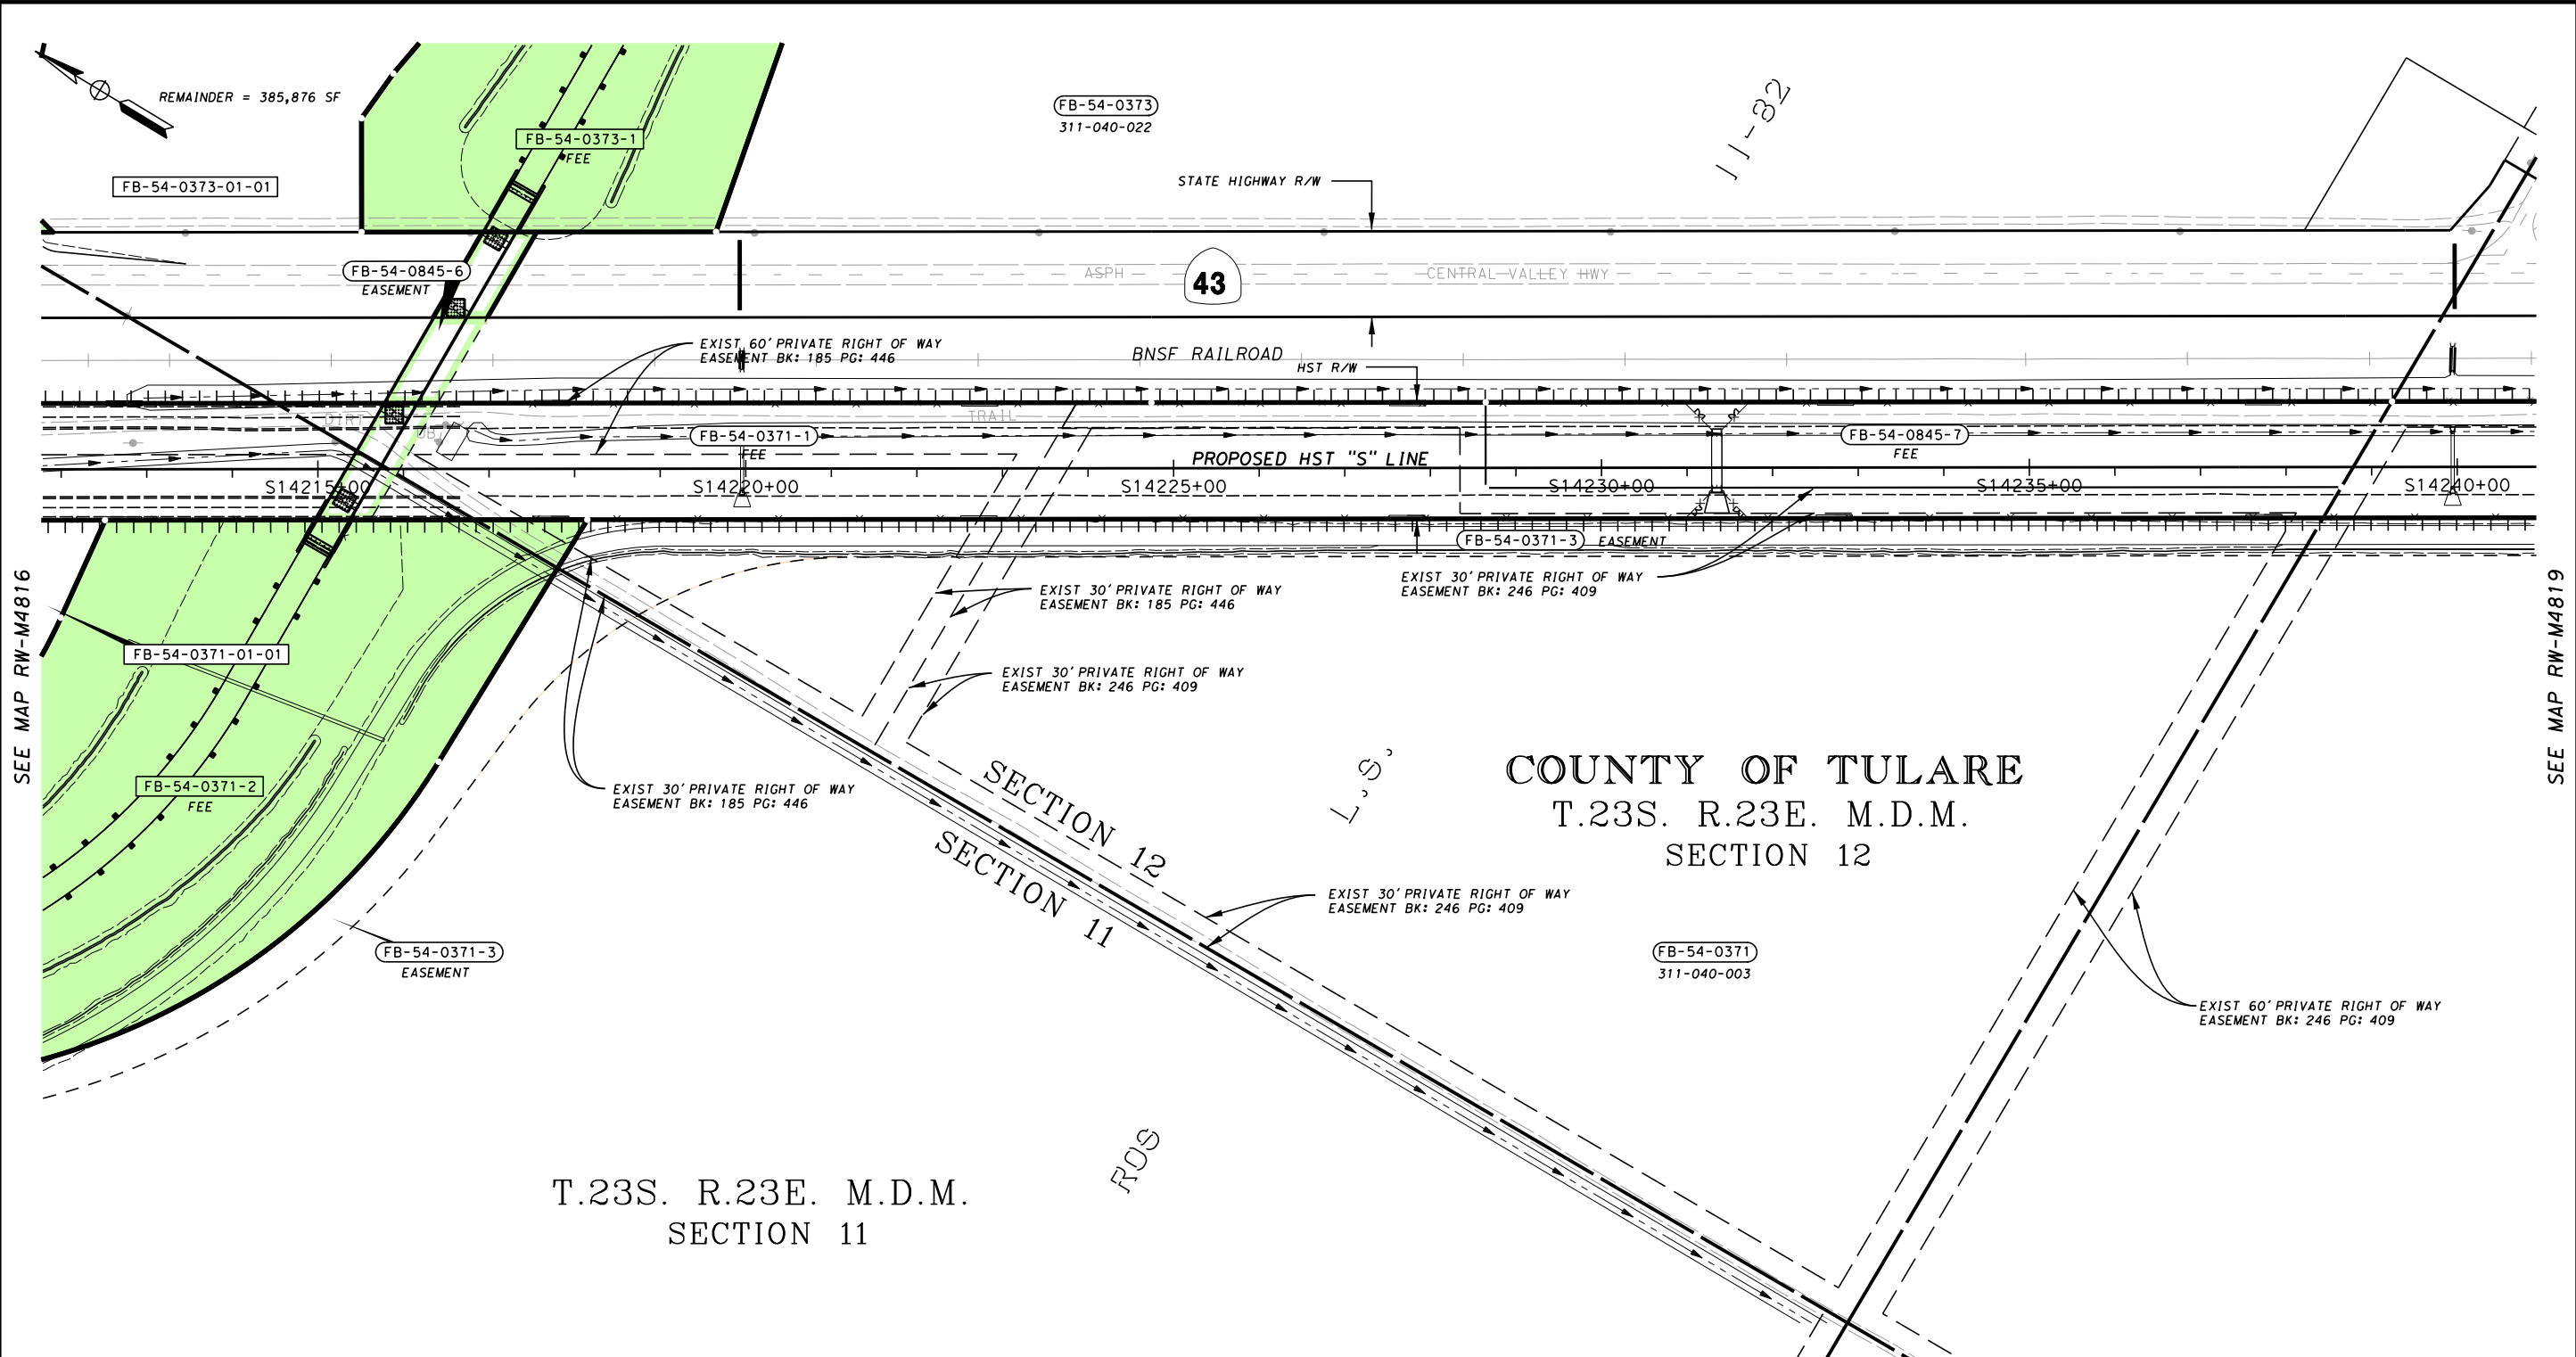 REMAINDER = 385,876 SF
FB-54-0373-01-01
FB-54-0373-1
FEE
FB-54-0373
311-040-022
11-82
STATE HIGHWAY R/W
FB-54-0845-6
EASEMENT
ASPH
43
CENTRAL VALLEY HWY
EXIST 60' PRIVATE RIGHT OF WAY
EASEMENT BK: 185 PG: 446
BNSF RAILROAD
HST R/W
DIRT
TRAIL
FB-54-0371-1
FEE
FB-54-0845-7
FEE
PROPOSED HST "S" LINE
S14215+00
S14220+00
S14225+00
S14230+00
S14235+00
S14240+00
FB-54-0371-3 EASEMENT
SEE MAP RW-M4816
SEE MAP RW-M4819
EXIST 30' PRIVATE RIGHT OF WAY
EASEMENT BK: 185 PG: 446
EXIST 30' PRIVATE RIGHT OF WAY
EASEMENT BK: 246 PG: 409
FB-54-0371-01-01
EXIST 30' PRIVATE RIGHT OF WAY
EASEMENT BK: 246 PG: 409
FB-54-0371-2
FEE
EXIST 30' PRIVATE RIGHT OF WAY
EASEMENT BK: 185 PG: 446
SECTION 12
SECTION 11
L.S.
COUNTY OF TULARE
T.23S. R.23E. M.D.M.
SECTION 12
EXIST 30' PRIVATE RIGHT OF WAY
EASEMENT BK: 246 PG: 409
FB-54-0371-3
EASEMENT
FB-54-0371
311-040-003
EXIST 60' PRIVATE RIGHT OF WAY
EASEMENT BK: 246 PG: 409
ROS
T.23S. R.23E. M.D.M.
SECTION 11